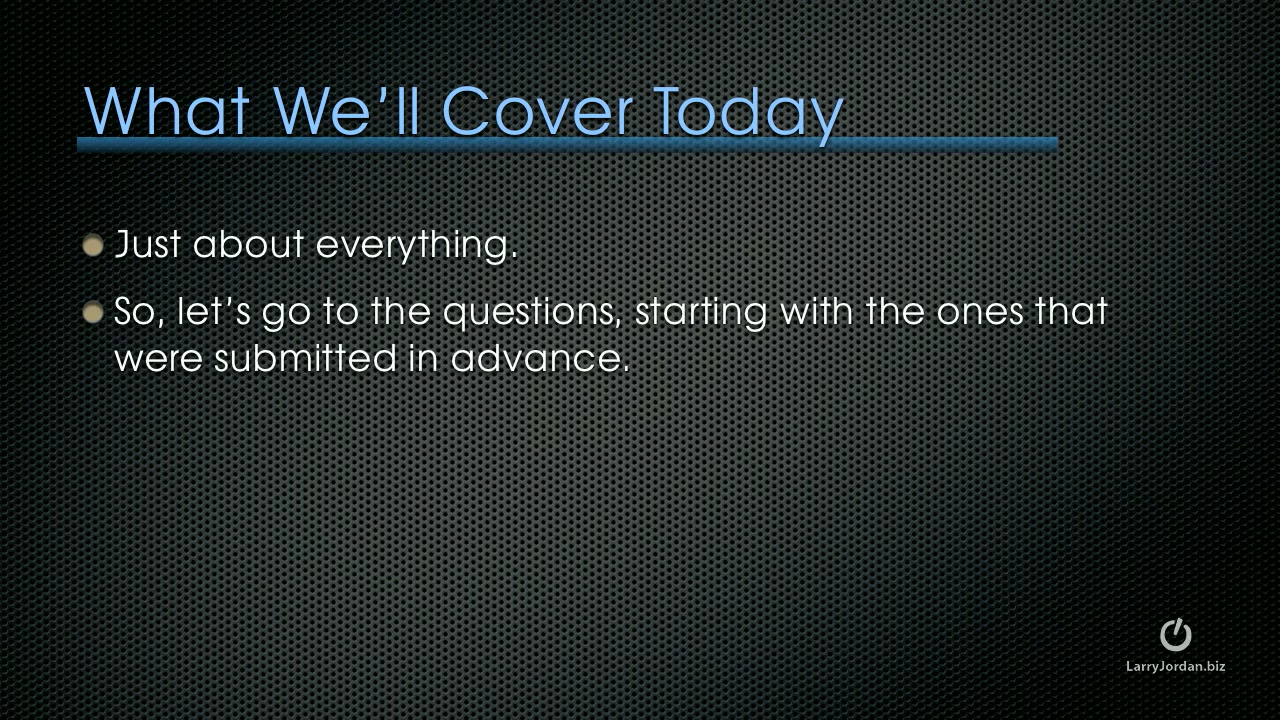 What We’ll Cover Today
Just about everything.
So, let’s go to the questions, starting with the ones that
were submitted in advance.
LarryJordan.biz